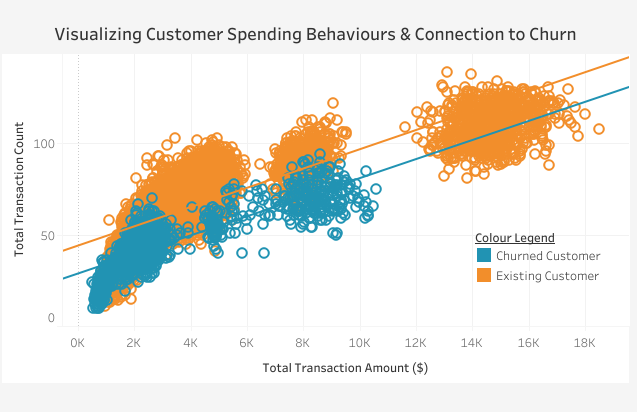 Visualizing Customer Spending Behaviours & Connection to Churn
Total Transaction Count
100
50
0
Colour Legend
Churned Customer
Existing Customer
0K 2K 4K 6K 8K 10K 12K 14K 16K 18K
Total Transaction Amount ($)